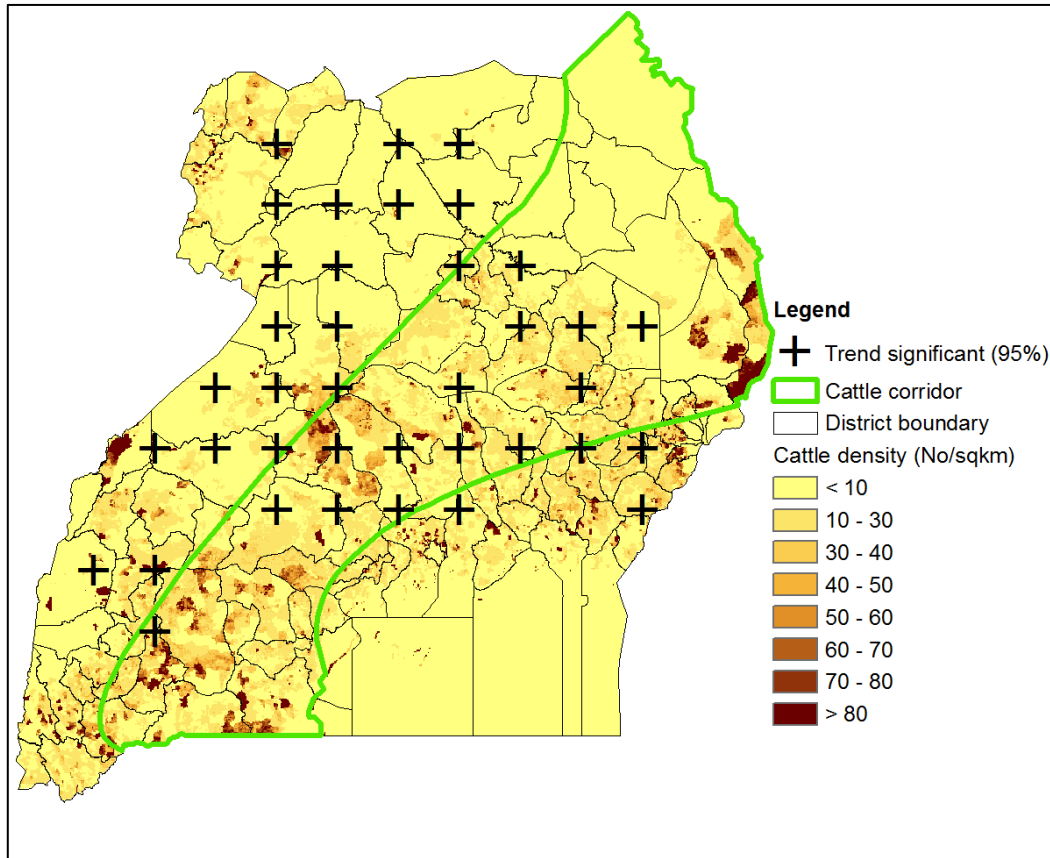 Legend
Trend significant (95%)
Cattle corridor
District boundary
Cattle density (No/sqkm)
< 10
10 - 30
30 - 40
40 - 50
50 - 60
60 - 70
70 - 80
> 80